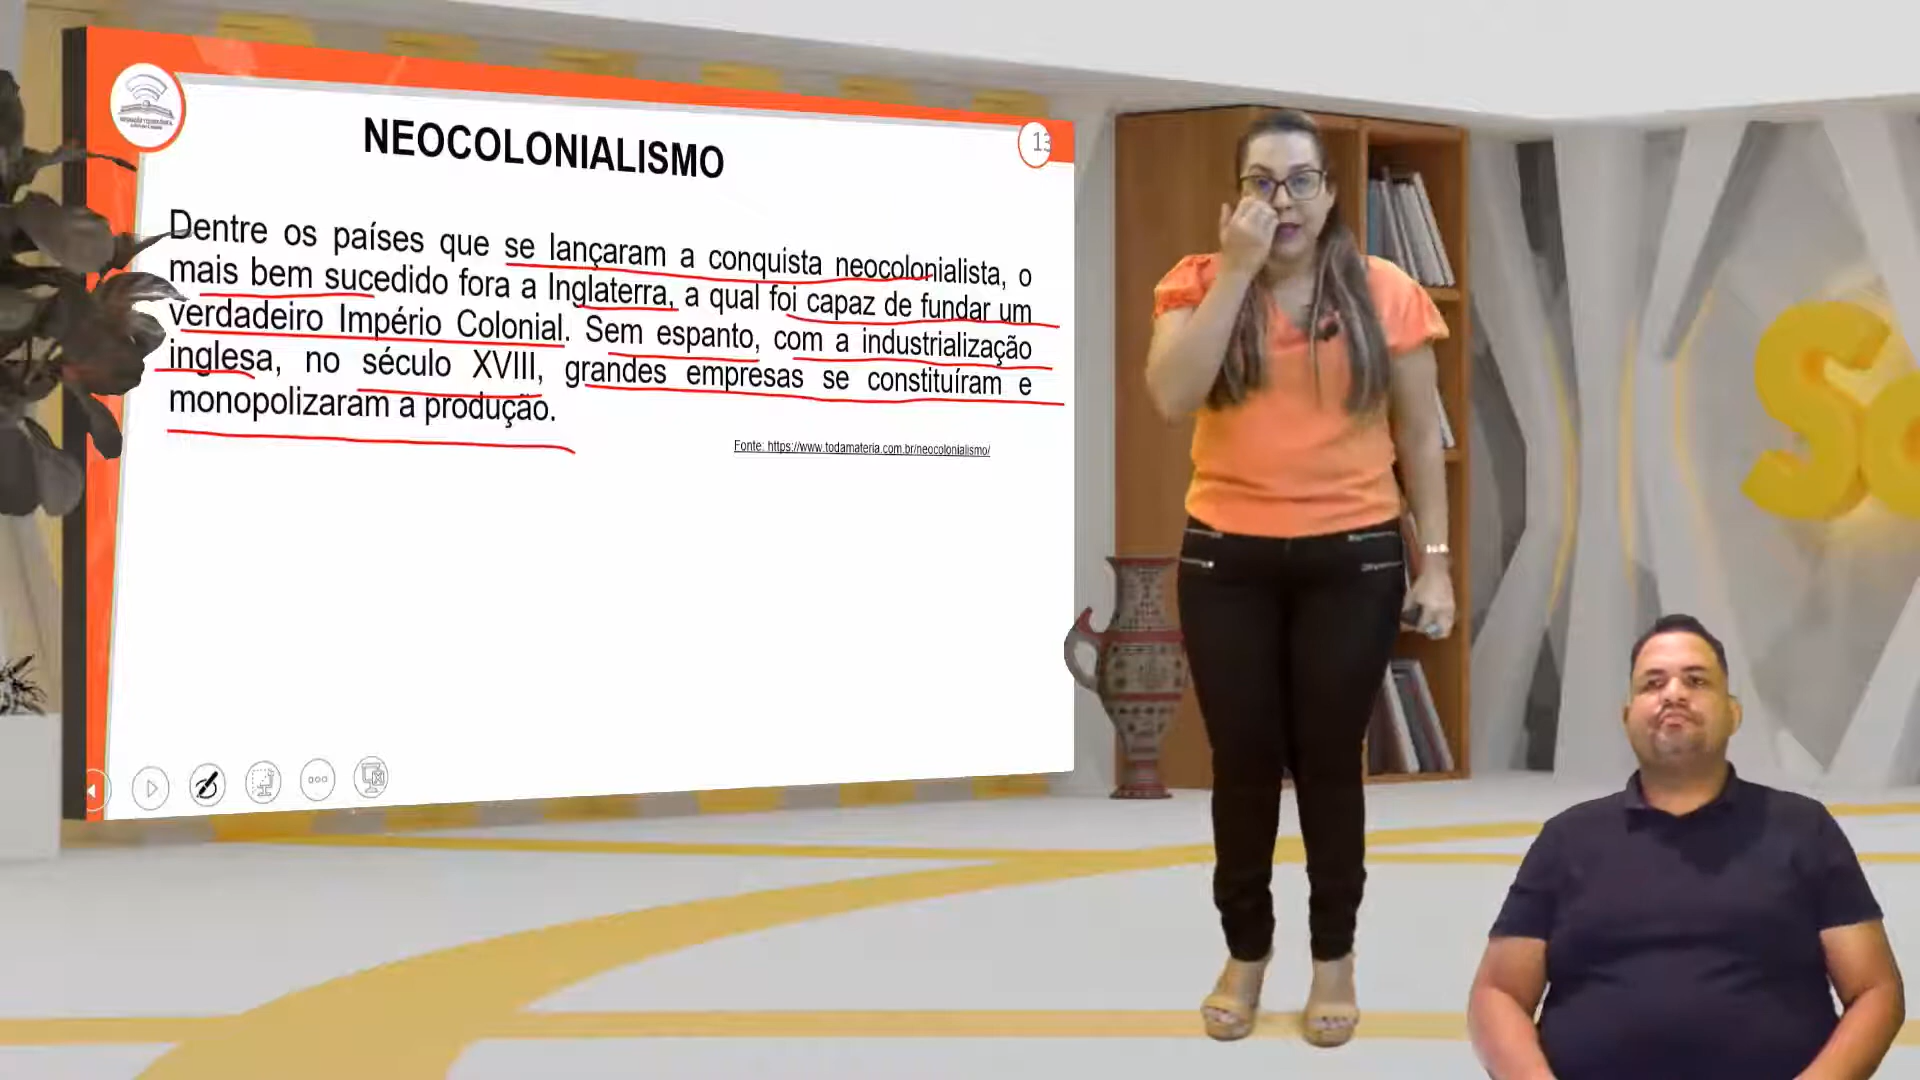 NEOCOLONIALISMO
13
Dentre os países que se lançaram a conquista neocolonialista, o
mais bem sucedido fora a Inglaterra, a qual foi capaz de fundar um
verdadeiro Império Colonial. Sem espanto, com a industrialização
inglesa, no século XVIII, grandes empresas se constituíram e
monopolizaram a produção.
Fonte: https://www.todamateria.com.br/neocolonialismo/